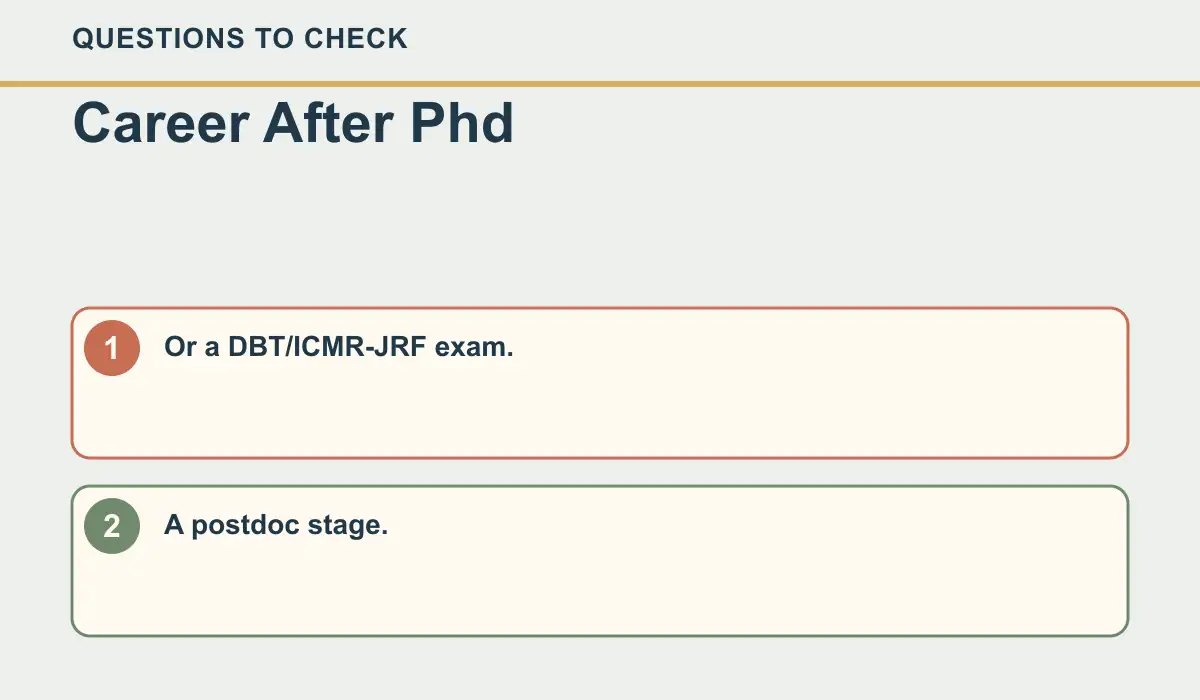 QUESTIONS TO CHECK
Career After Phd
1
Or a DBT/ICMR-JRF exam.
2
A postdoc stage.